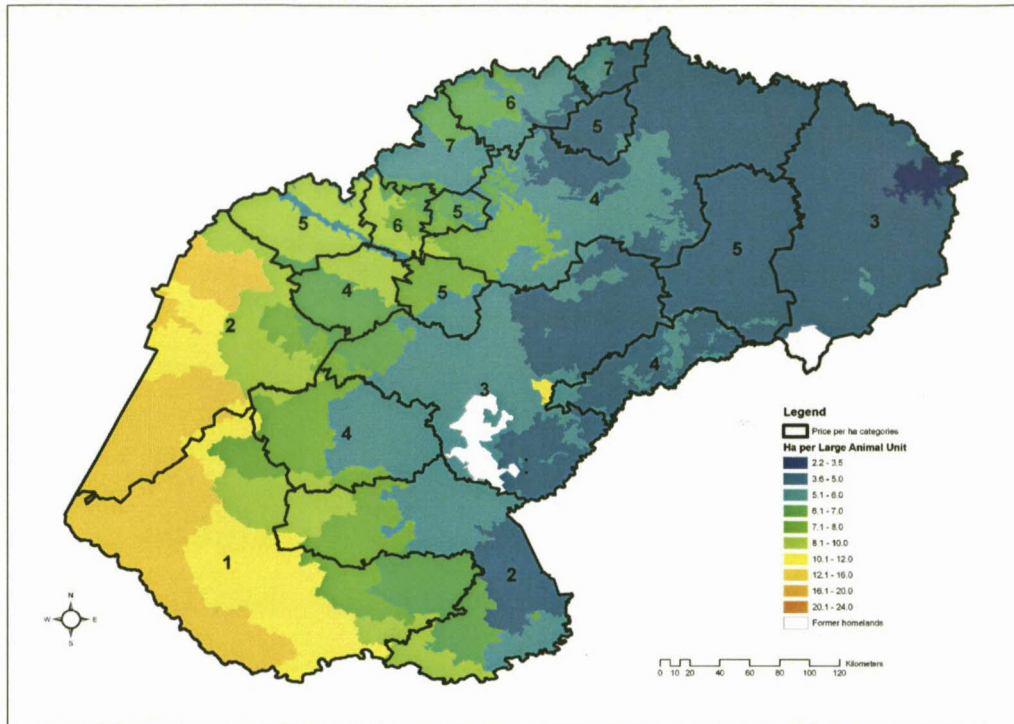 7
6
5
7
4
3
5
6
5
5
4
5
2
4
3
4
1
2
Legend
Price per ha categories
Ha per Large Animal Unit
2.2 - 3.5
3.6 - 5.0
5.1 - 6.0
6.1 - 7.0
7.1 - 8.0
8.1 - 10.0
10.1 - 12.0
12.1 - 16.0
16.1 - 20.0
20.1 - 24.0
Former homelands
N
W E
S
Kilometers
0 10 20 40 60 80 100 120